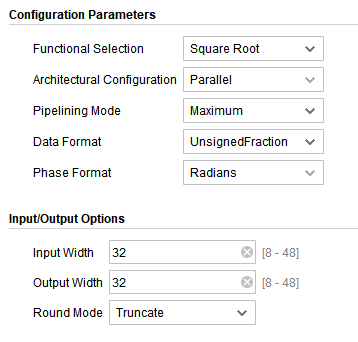 Configuration Parameters
Functional Selection Square Root
Architectural Configuration Parallel
Pipelining Mode Maximum
Data Format UnsignedFraction
Phase Format Radians
Input/Output Options
Input Width 32 [8 - 48]
Output Width 32 [8 - 48]
Round Mode Truncate